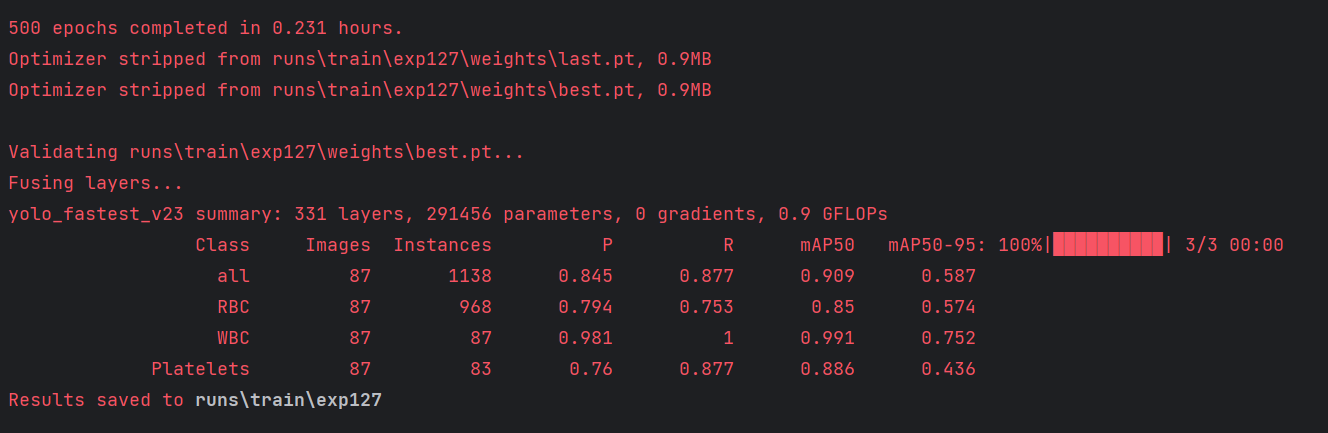 500 epochs completed in 0.231 hours.
Optimizer stripped from runs\train\exp127\weights\last.pt, 0.9MB
Optimizer stripped from runs\train\exp127\weights\best.pt, 0.9MB
Validating runs\train\exp127\weights\best.pt...
Fusing layers...
yolo_fastest_v23 summary: 331 layers, 291456 parameters, 0 gradients, 0.9 GFLOPs
Class Images Instances P R mAP50 mAP50-95: 100%|██████████| 3/3 00:00
all 87 1138 0.845 0.877 0.909 0.587
RBC 87 968 0.794 0.753 0.85 0.574
WBC 87 87 0.981 1 0.991 0.752
Platelets 87 83 0.76 0.877 0.886 0.436
Results saved to runs\train\exp127